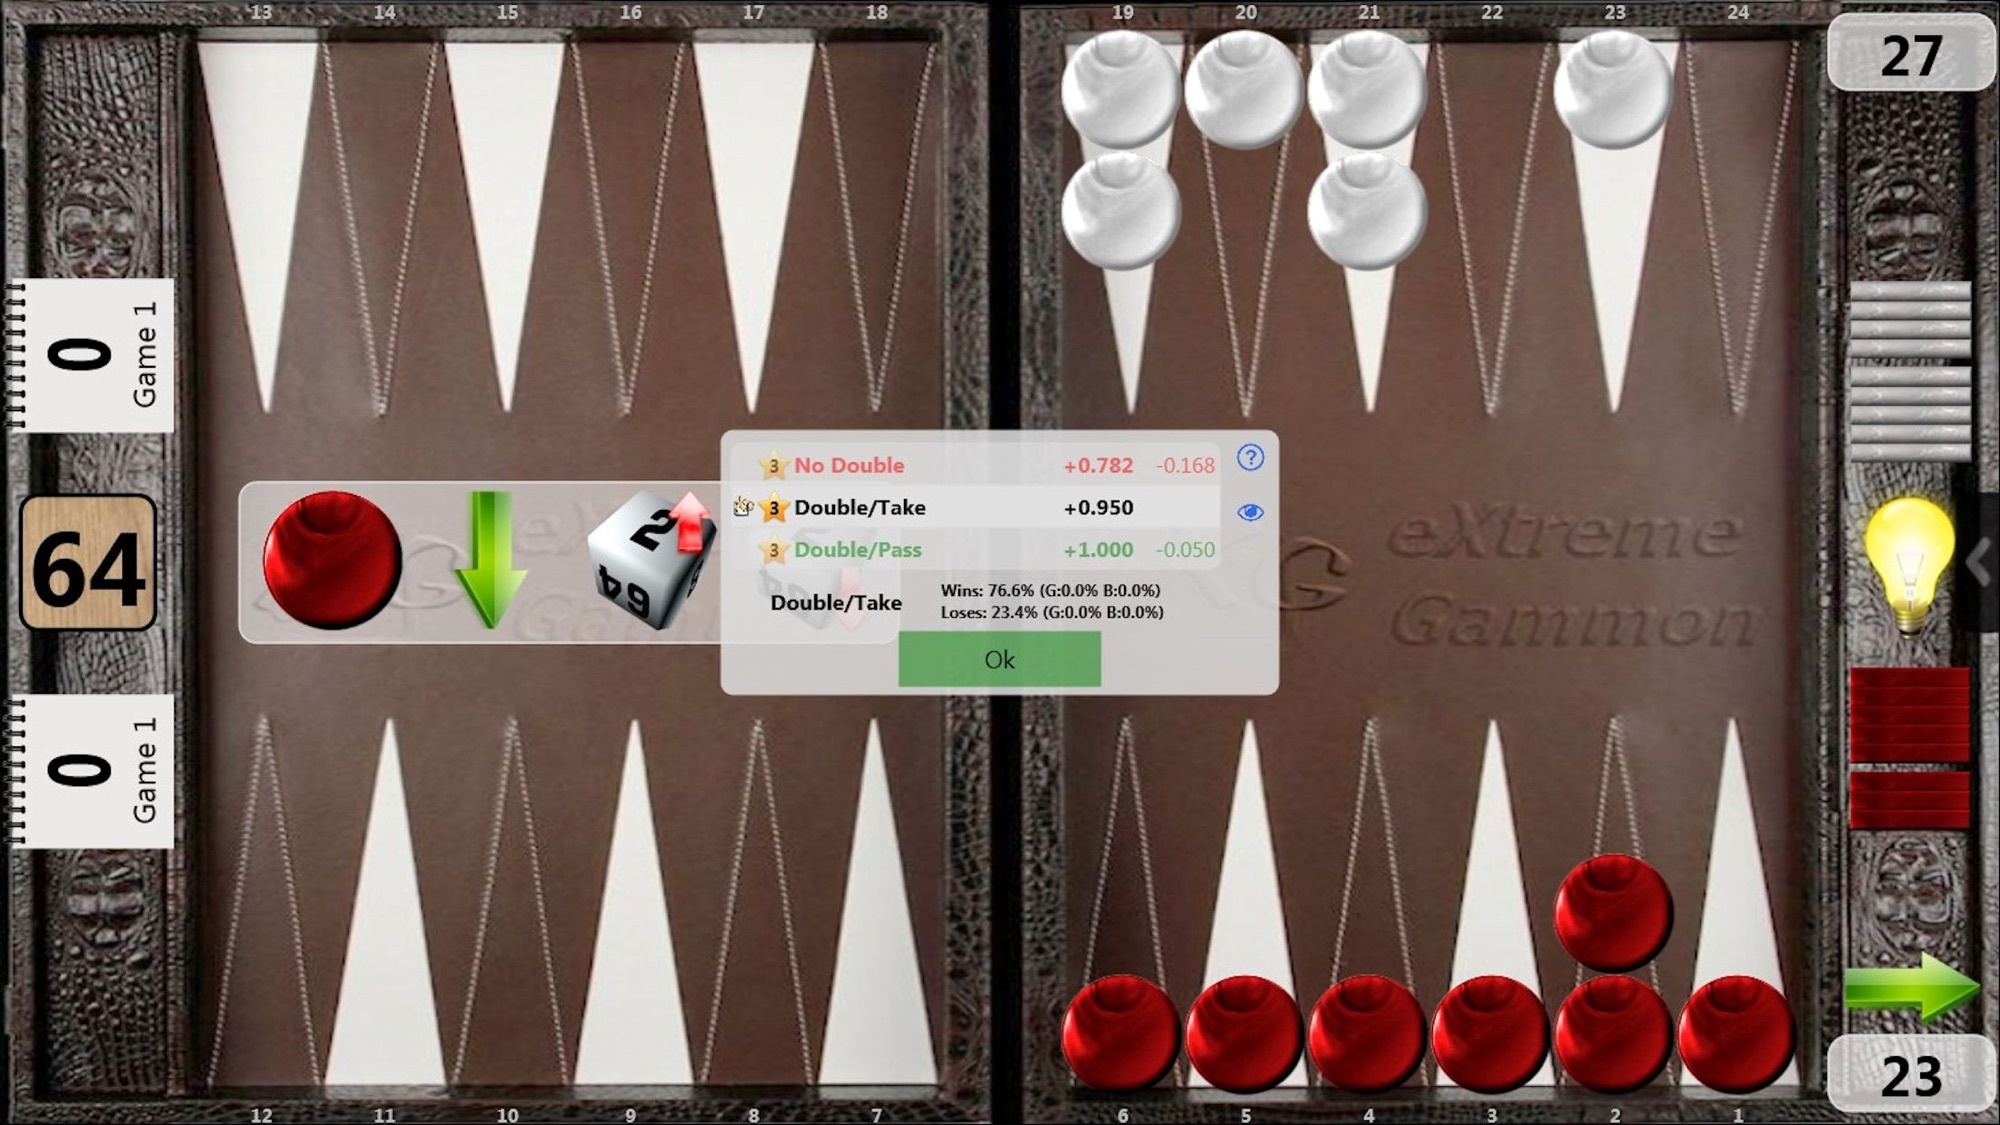 13 14 15 16 17 18 19 20 21 22 23 24
27
0
Game 1
64
2
64
3 No Double +0.782 -0.168
3 Double/Take +0.950
3 Double/Pass +1.000 -0.050
Double/Take
Wins: 76.6% (G:0.0% B:0.0%)
Loses: 23.4% (G:0.0% B:0.0%)
Ok
?
G
eXtreme
Gammon
0
Game 1
23
12 11 10 9 8 7 6 5 4 3 2 1